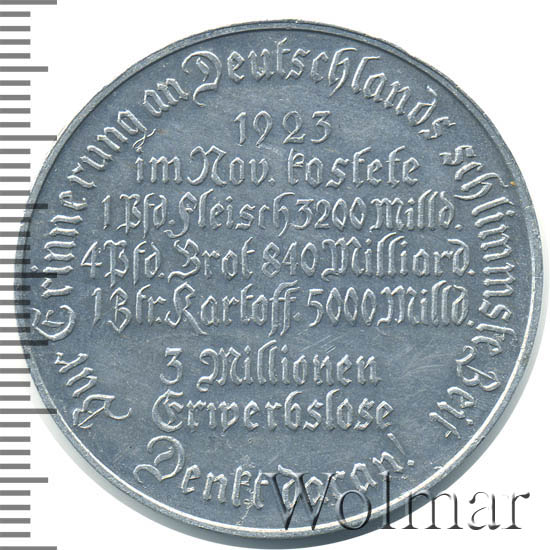 Zur Erinnerung an Deutschlands schlimmste Zeit
1923
im Nov. kostete
1 Pfd. Fleisch 3200 Milld.
4 Pfd. Brot 840 Milliard.
1 Ztr. Kartoff. 5000 Milld.
3 Millionen
Erwerbslose
Denkt daran!
Wolmar